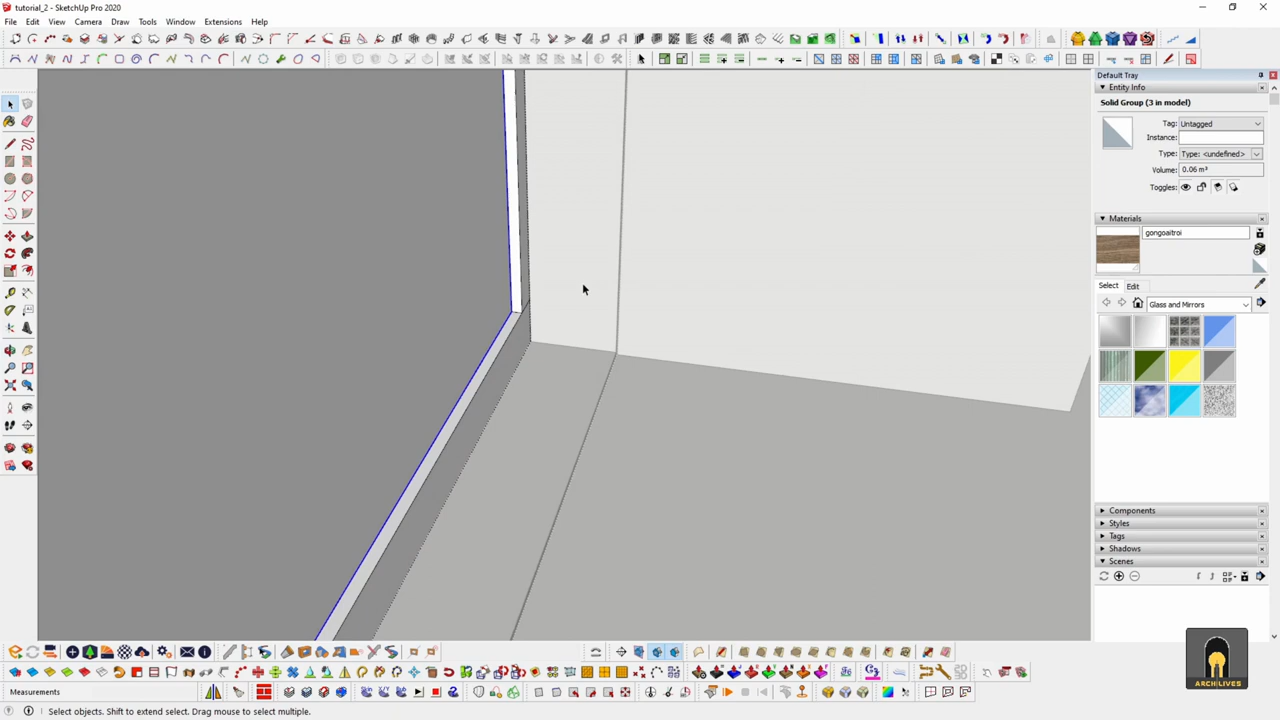 tutorial_2 - SketchUp Pro 2020
File Edit View Camera Draw Tools Window Extensions Help
Default Tray
Entity Info
Solid Group (3 in model)
Tag: Untagged
Instance:
Type: Type: <undefined>
Volume: 0.06 m³
Toggles:
Materials
gongoaitroi
Select Edit
Glass and Mirrors
Components
Styles
Tags
Shadows
Scenes
ARCHILIVES
Measurements
Select objects. Shift to extend select. Drag mouse to select multiple.